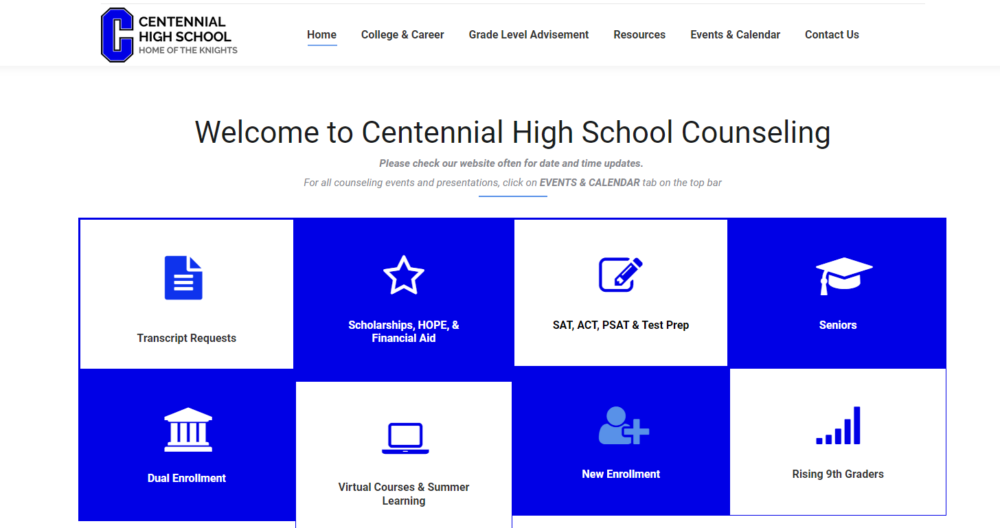 CENTENNIAL
HIGH SCHOOL
HOME OF THE KNIGHTS
Home
College & Career
Grade Level Advisement
Resources
Events & Calendar
Contact Us
Welcome to Centennial High School Counseling
Please check our website often for date and time updates.
For all counseling events and presentations, click on EVENTS & CALENDAR tab on the top bar
Transcript Requests
Scholarships, HOPE, &
Financial Aid
SAT, ACT, PSAT & Test Prep
Seniors
Dual Enrollment
Virtual Courses & Summer
Learning
New Enrollment
Rising 9th Graders